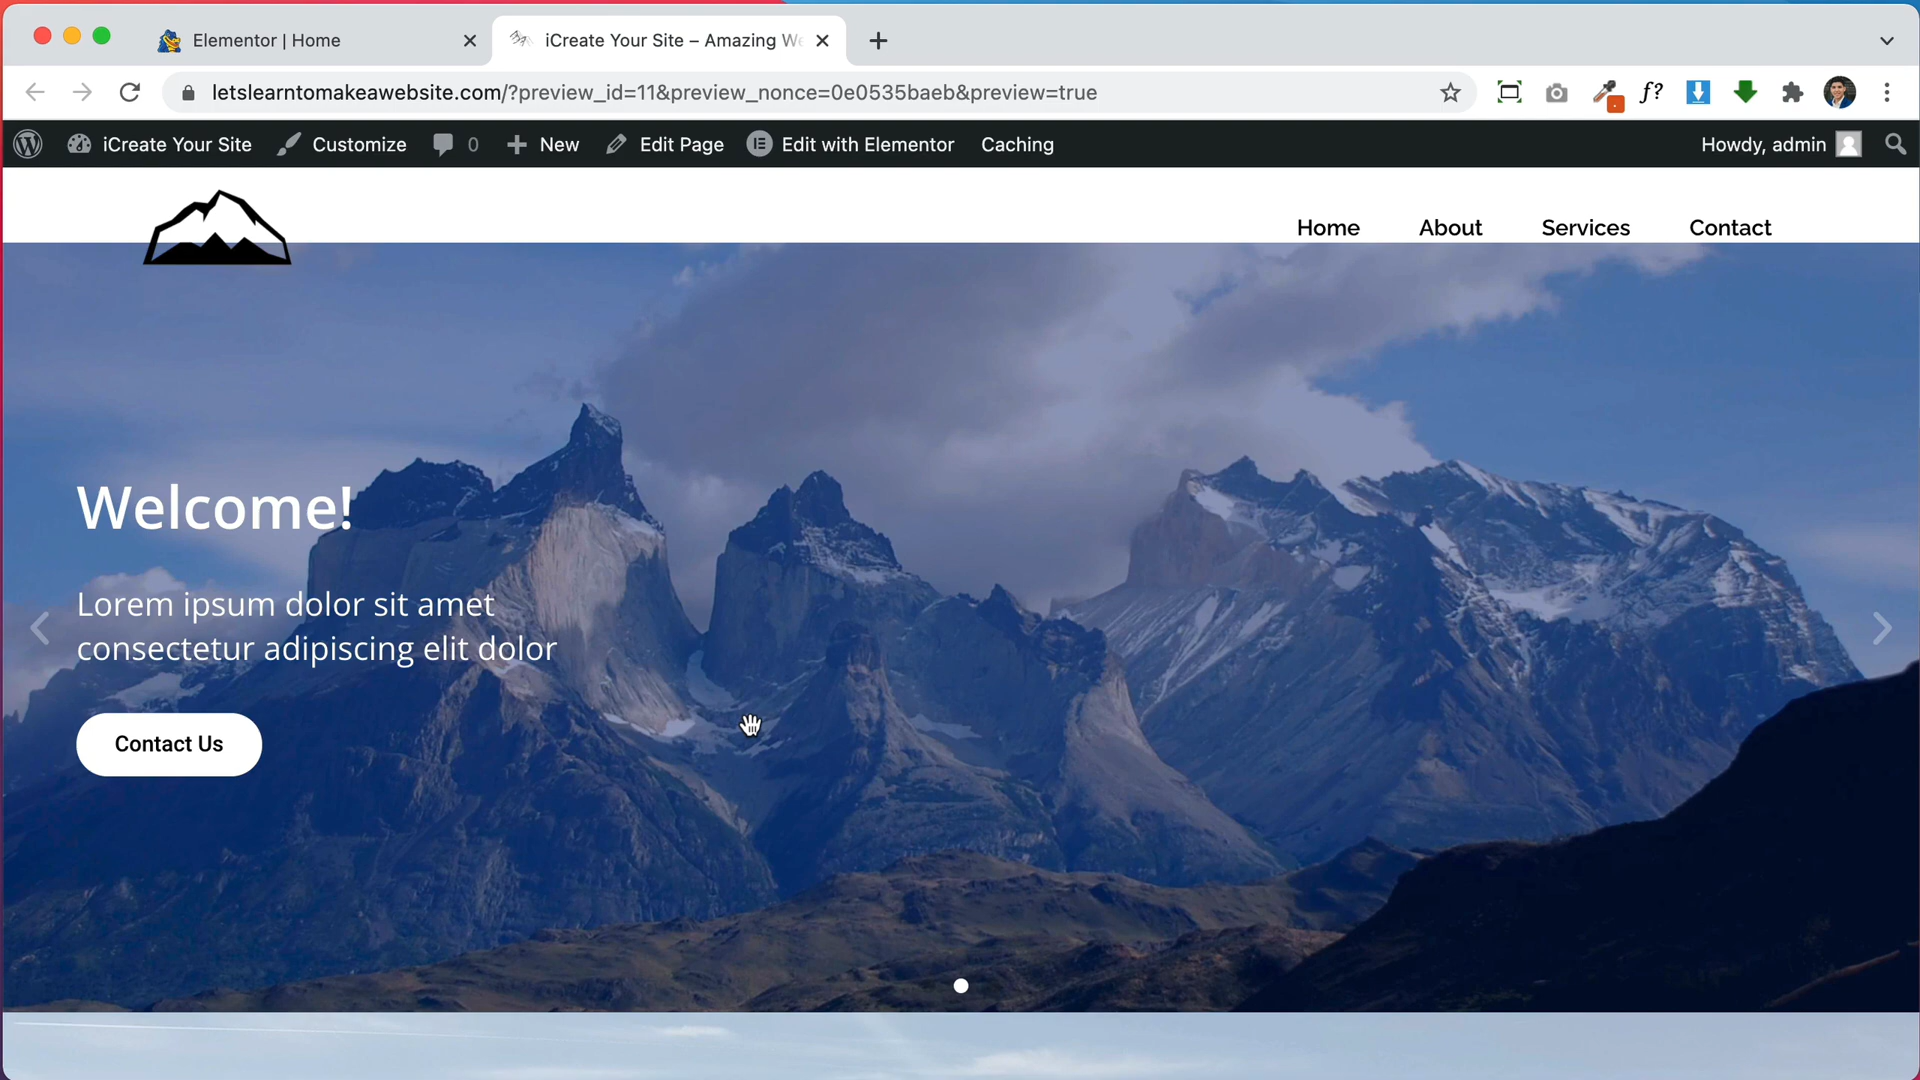 Elementor | Home
iCreate Your Site – Amazing We
letslearntomakeawebsite.com/?preview_id=11&preview_nonce=0e0535baeb&preview=true
f?
iCreate Your Site Customize 0 New Edit Page Edit with Elementor Caching Howdy, admin
Home About Services Contact
Welcome!
Lorem ipsum dolor sit amet
consectetur adipiscing elit dolor
Contact Us